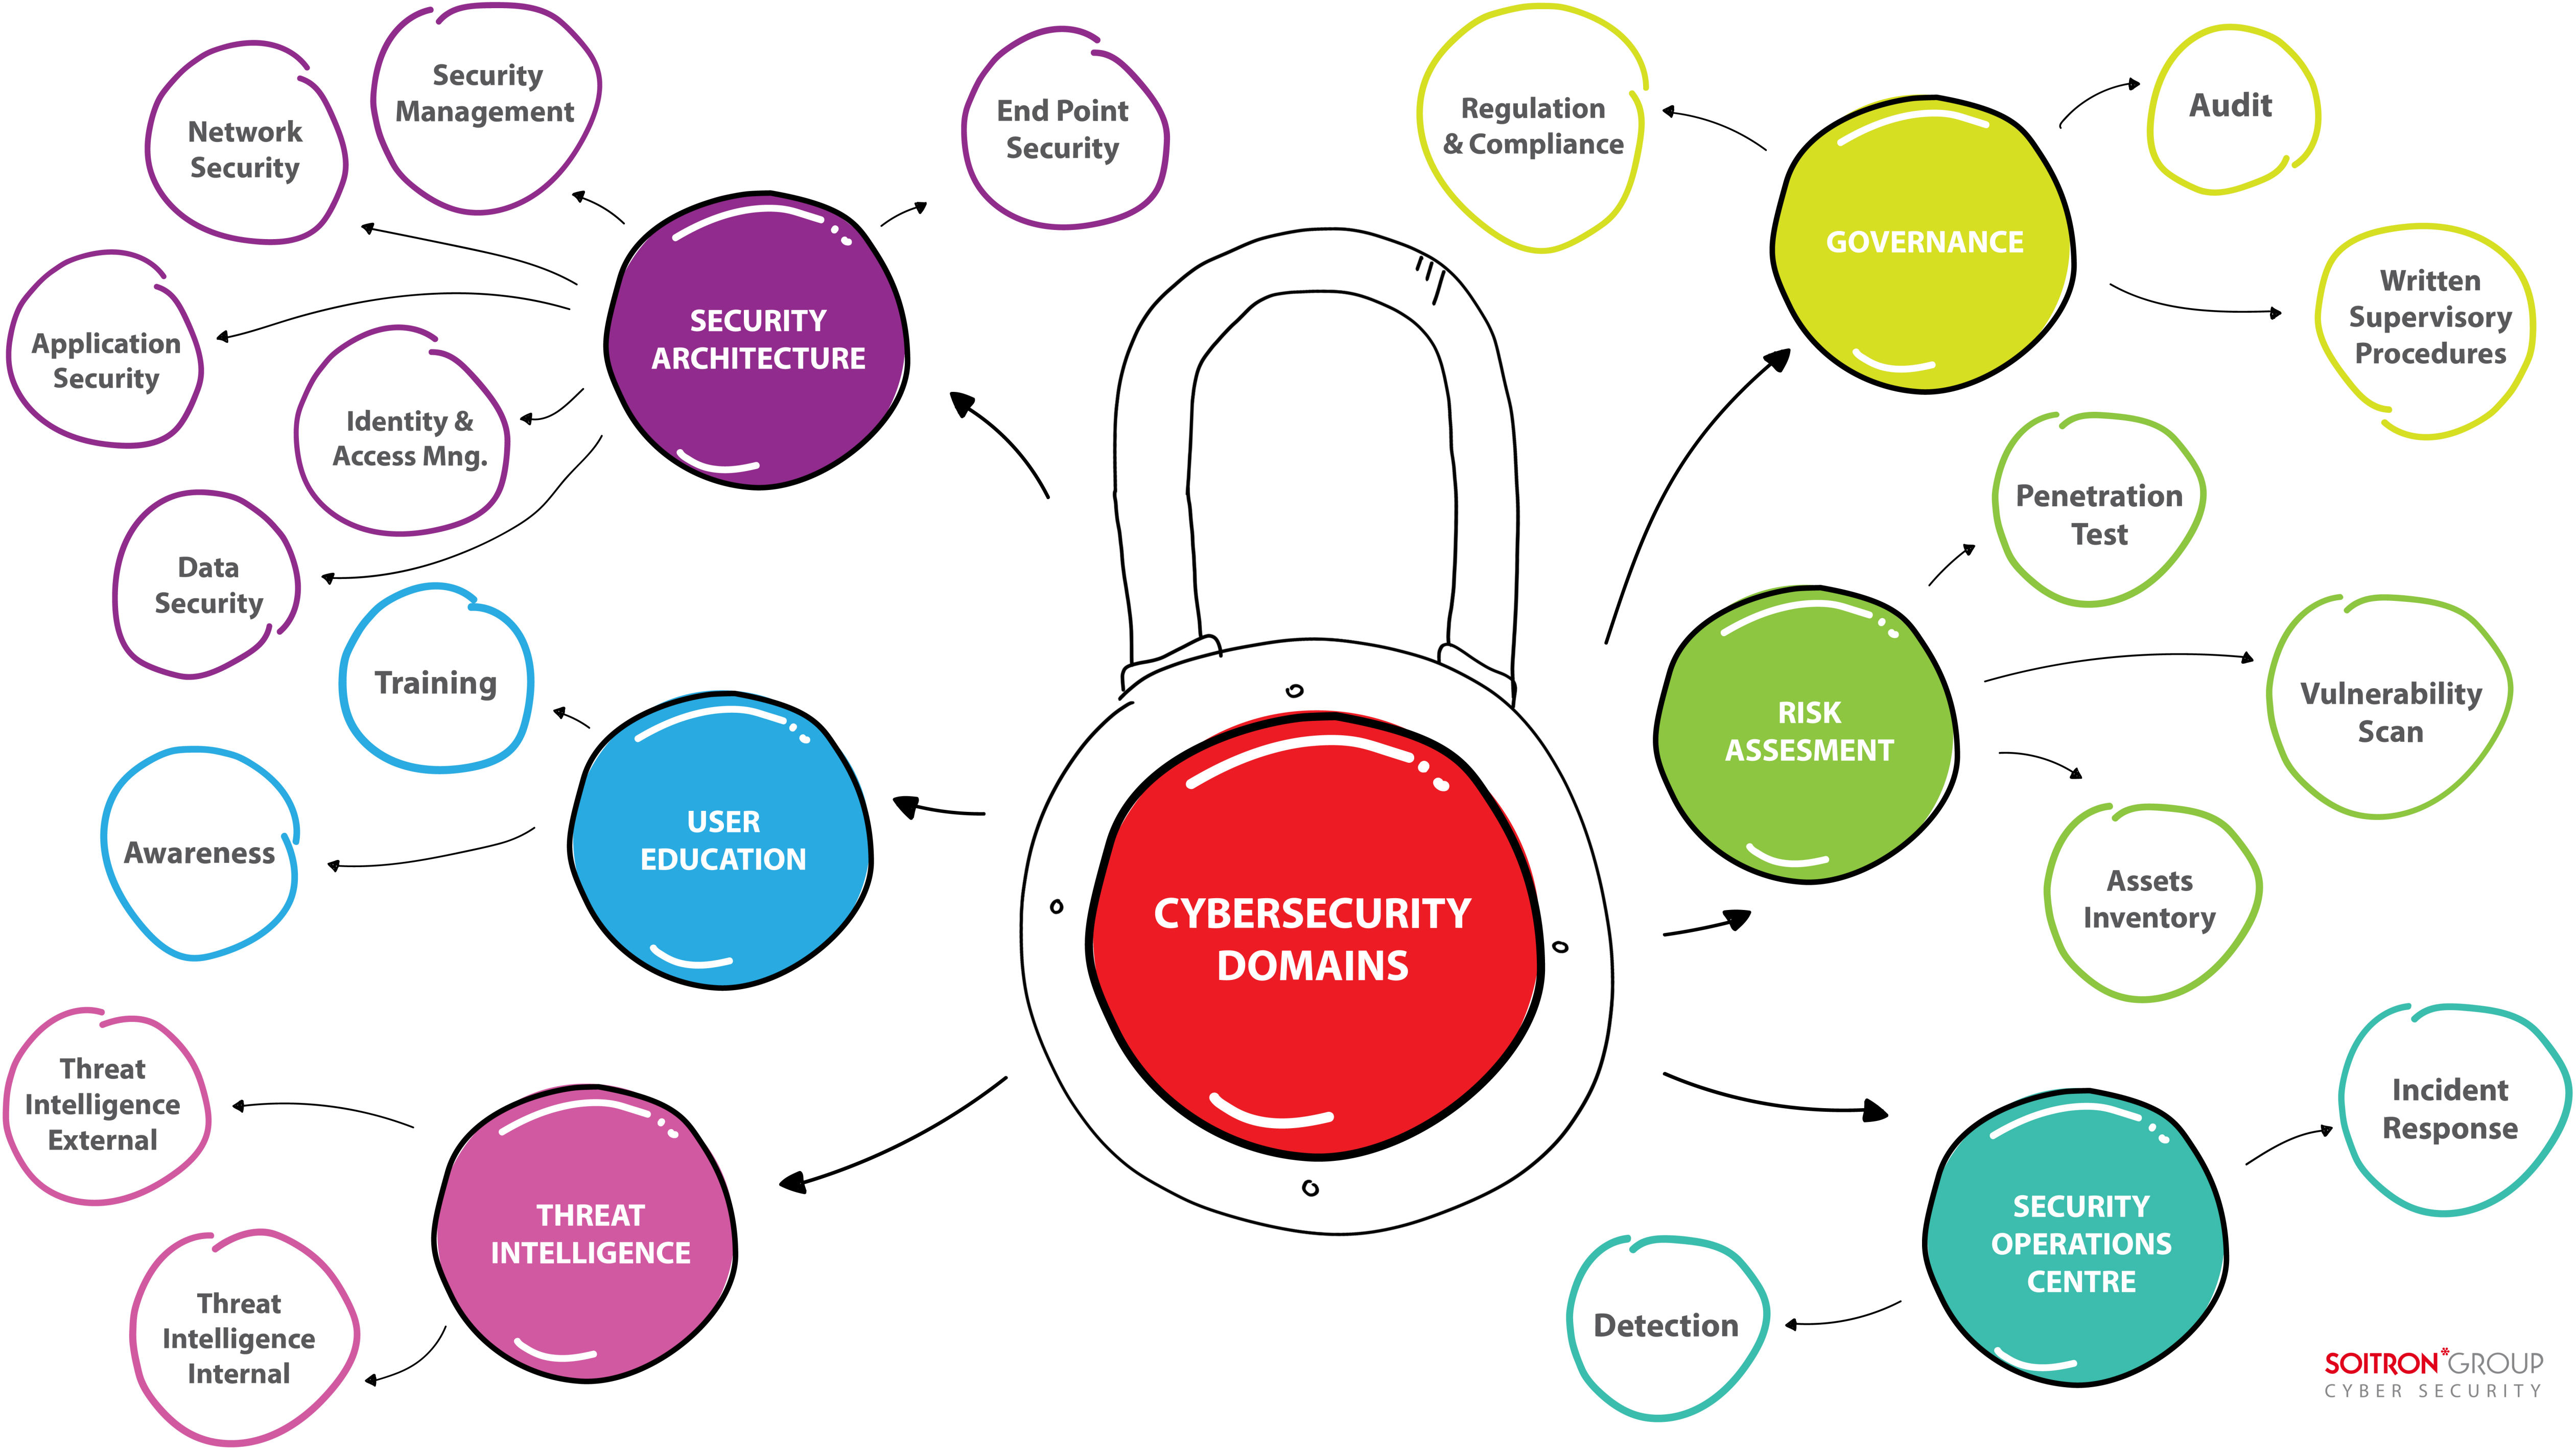 CYBERSECURITY
DOMAINS
SECURITY
ARCHITECTURE
Security
Management
Network
Security
Application
Security
Identity &
Access Mng.
Data
Security
End Point
Security
USER
EDUCATION
Training
Awareness
THREAT
INTELLIGENCE
Threat
Intelligence
External
Threat
Intelligence
Internal
GOVERNANCE
Regulation
& Compliance
Audit
Written
Supervisory
Procedures
RISK
ASSESMENT
Penetration
Test
Vulnerability
Scan
Assets
Inventory
SECURITY
OPERATIONS
CENTRE
Incident
Response
Detection
SOITRON*GROUP
CYBER SECURITY